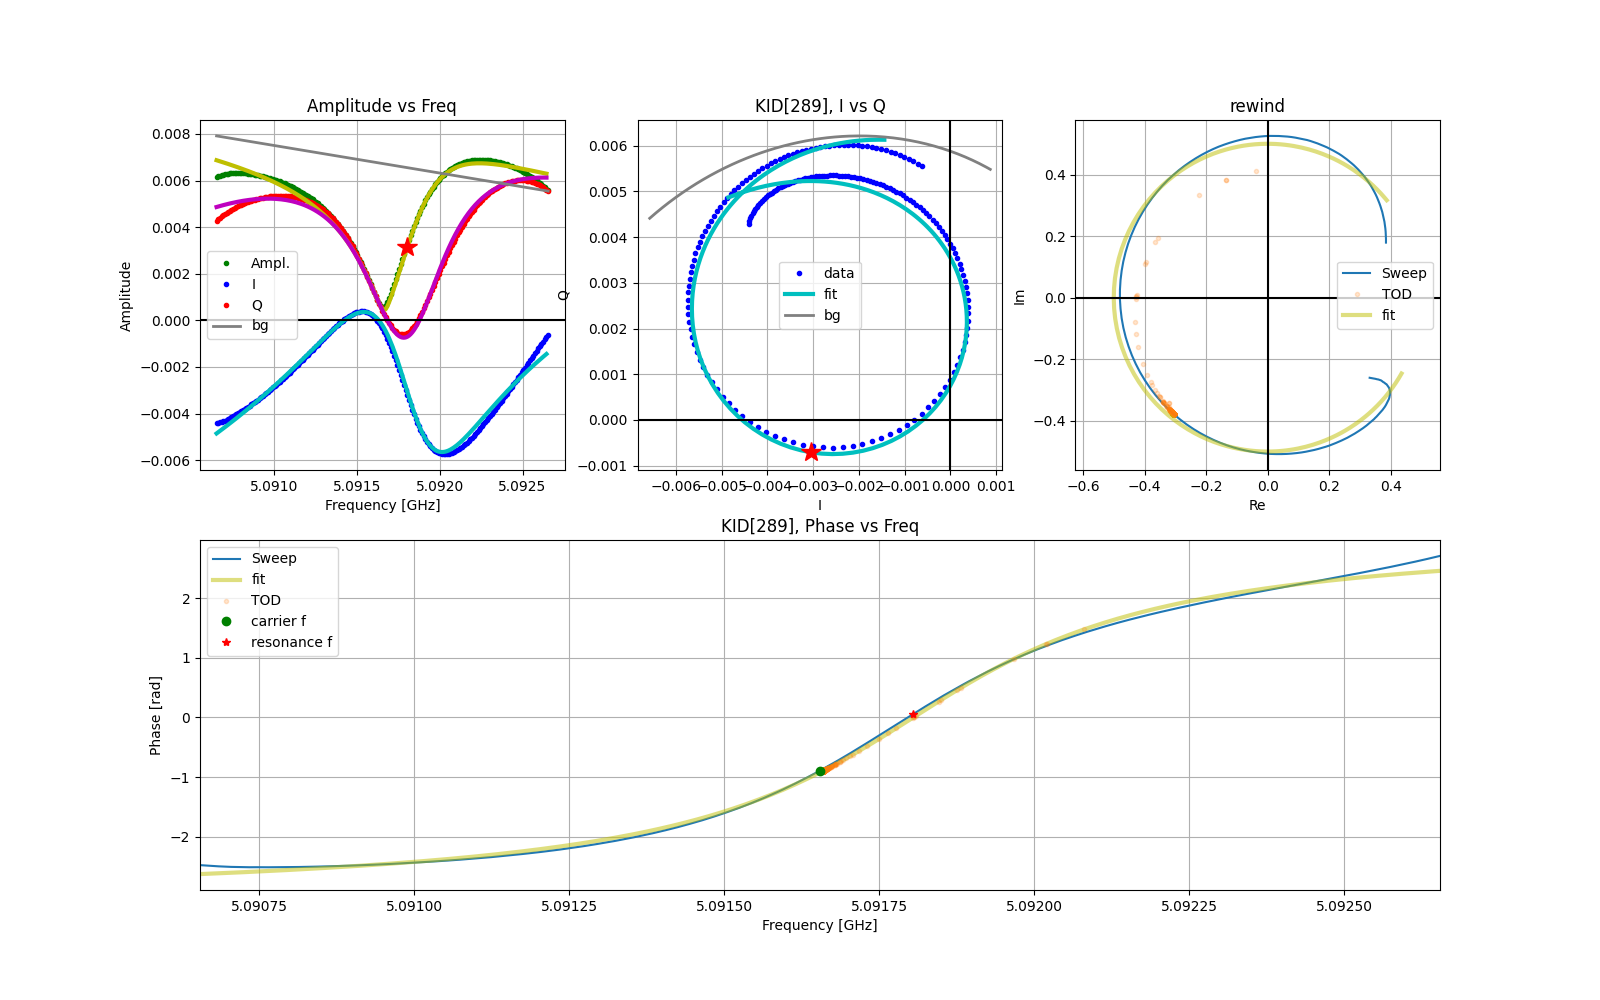 Amplitude vs Freq
0.008
0.006
0.004
0.002
0.000
−0.002
−0.004
−0.006
Amplitude
Ampl.
I
Q
bg
5.0910
5.0915
5.0920
5.0925
Frequency [GHz]
KID[289], I vs Q
0.006
0.005
0.004
0.003
0.002
0.001
0.000
−0.001
Q
data
fit
bg
−0.006
−0.005
−0.004
−0.003
−0.002
−0.001
0.000
0.001
I
rewind
0.4
0.2
0.0
−0.2
−0.4
Im
Sweep
TOD
fit
−0.6
−0.4
−0.2
0.0
0.2
0.4
Re
KID[289], Phase vs Freq
Sweep
fit
TOD
carrier f
resonance f
2
1
0
−1
−2
Phase [rad]
5.09075
5.09100
5.09125
5.09150
5.09175
5.09200
5.09225
5.09250
Frequency [GHz]